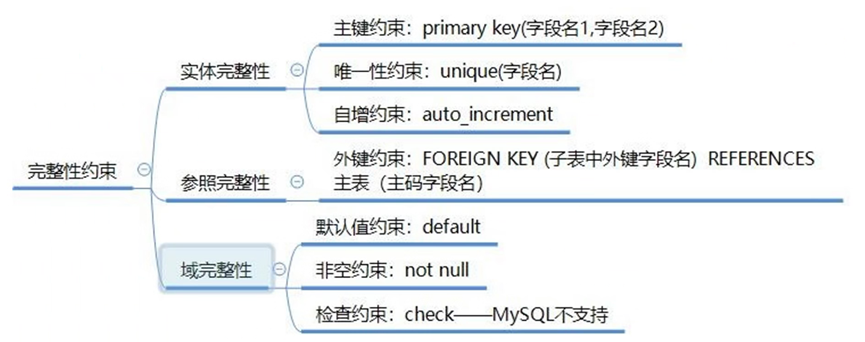 完整性约束
实体完整性
主键约束：primary key(字段名1,字段名2)
唯一性约束：unique(字段名)
自增约束：auto_increment
参照完整性
外键约束：FOREIGN KEY (子表中外键字段名) REFERENCES
主表（主码字段名）
域完整性
默认值约束：default
非空约束：not null
检查约束：check——MySQL不支持